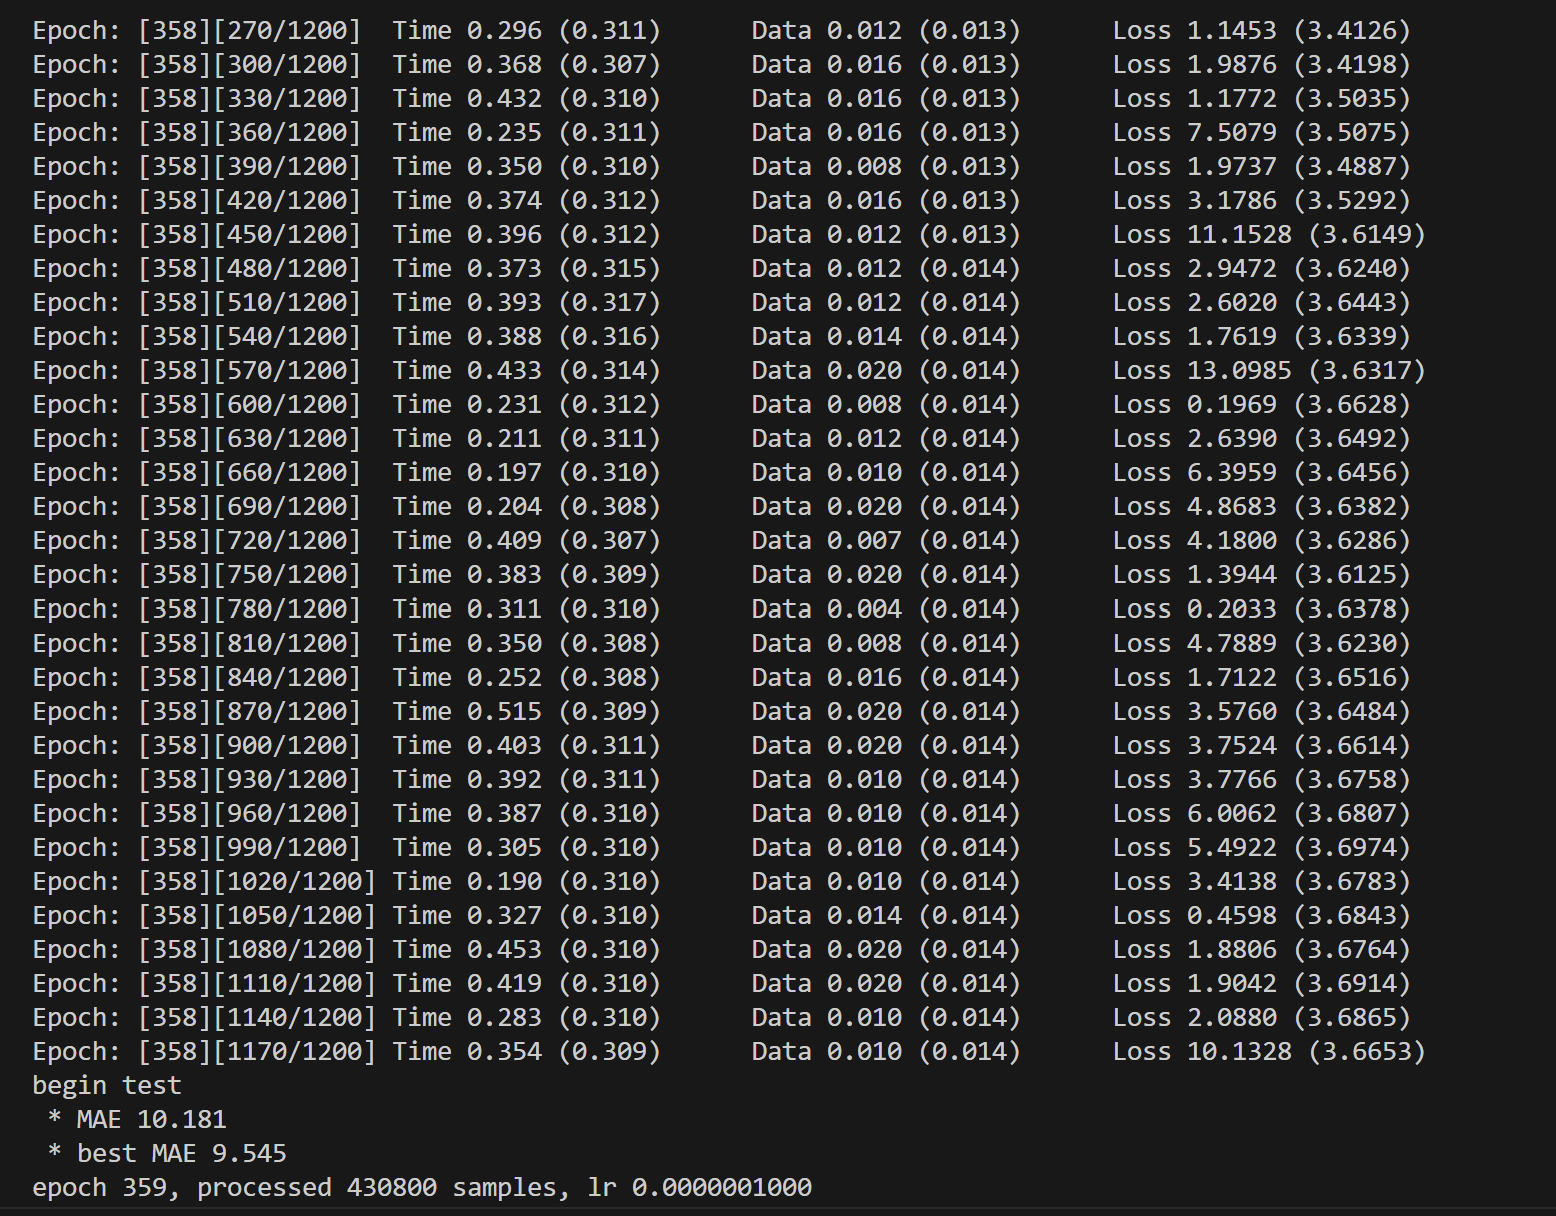 Epoch: [358][270/1200]  Time 0.296 (0.311)      Data 0.012 (0.013)      Loss 1.1453 (3.4126)
Epoch: [358][300/1200]  Time 0.368 (0.307)      Data 0.016 (0.013)      Loss 1.9876 (3.4198)
Epoch: [358][330/1200]  Time 0.432 (0.310)      Data 0.016 (0.013)      Loss 1.1772 (3.5035)
Epoch: [358][360/1200]  Time 0.235 (0.311)      Data 0.016 (0.013)      Loss 7.5079 (3.5075)
Epoch: [358][390/1200]  Time 0.350 (0.310)      Data 0.008 (0.013)      Loss 1.9737 (3.4887)
Epoch: [358][420/1200]  Time 0.374 (0.312)      Data 0.016 (0.013)      Loss 3.1786 (3.5292)
Epoch: [358][450/1200]  Time 0.396 (0.312)      Data 0.012 (0.013)      Loss 11.1528 (3.6149)
Epoch: [358][480/1200]  Time 0.373 (0.315)      Data 0.012 (0.014)      Loss 2.9472 (3.6240)
Epoch: [358][510/1200]  Time 0.393 (0.317)      Data 0.012 (0.014)      Loss 2.6020 (3.6443)
Epoch: [358][540/1200]  Time 0.388 (0.316)      Data 0.014 (0.014)      Loss 1.7619 (3.6339)
Epoch: [358][570/1200]  Time 0.433 (0.314)      Data 0.020 (0.014)      Loss 13.0985 (3.6317)
Epoch: [358][600/1200]  Time 0.231 (0.312)      Data 0.008 (0.014)      Loss 0.1969 (3.6628)
Epoch: [358][630/1200]  Time 0.211 (0.311)      Data 0.012 (0.014)      Loss 2.6390 (3.6492)
Epoch: [358][660/1200]  Time 0.197 (0.310)      Data 0.010 (0.014)      Loss 6.3959 (3.6456)
Epoch: [358][690/1200]  Time 0.204 (0.308)      Data 0.020 (0.014)      Loss 4.8683 (3.6382)
Epoch: [358][720/1200]  Time 0.409 (0.307)      Data 0.007 (0.014)      Loss 4.1800 (3.6286)
Epoch: [358][750/1200]  Time 0.383 (0.309)      Data 0.020 (0.014)      Loss 1.3944 (3.6125)
Epoch: [358][780/1200]  Time 0.311 (0.310)      Data 0.004 (0.014)      Loss 0.2033 (3.6378)
Epoch: [358][810/1200]  Time 0.350 (0.308)      Data 0.008 (0.014)      Loss 4.7889 (3.6230)
Epoch: [358][840/1200]  Time 0.252 (0.308)      Data 0.016 (0.014)      Loss 1.7122 (3.6516)
Epoch: [358][870/1200]  Time 0.515 (0.309)      Data 0.020 (0.014)      Loss 3.5760 (3.6484)
Epoch: [358][900/1200]  Time 0.403 (0.311)      Data 0.020 (0.014)      Loss 3.7524 (3.6614)
Epoch: [358][930/1200]  Time 0.392 (0.311)      Data 0.010 (0.014)      Loss 3.7766 (3.6758)
Epoch: [358][960/1200]  Time 0.387 (0.310)      Data 0.010 (0.014)      Loss 6.0062 (3.6807)
Epoch: [358][990/1200]  Time 0.305 (0.310)      Data 0.010 (0.014)      Loss 5.4922 (3.6974)
Epoch: [358][1020/1200] Time 0.190 (0.310)      Data 0.010 (0.014)      Loss 3.4138 (3.6783)
Epoch: [358][1050/1200] Time 0.327 (0.310)      Data 0.014 (0.014)      Loss 0.4598 (3.6843)
Epoch: [358][1080/1200] Time 0.453 (0.310)      Data 0.020 (0.014)      Loss 1.8806 (3.6764)
Epoch: [358][1110/1200] Time 0.419 (0.310)      Data 0.020 (0.014)      Loss 1.9042 (3.6914)
Epoch: [358][1140/1200] Time 0.283 (0.310)      Data 0.010 (0.014)      Loss 2.0880 (3.6865)
Epoch: [358][1170/1200] Time 0.354 (0.309)      Data 0.010 (0.014)      Loss 10.1328 (3.6653)
begin test
 * MAE 10.181
 * best MAE 9.545
epoch 359, processed 430800 samples, lr 0.0000001000